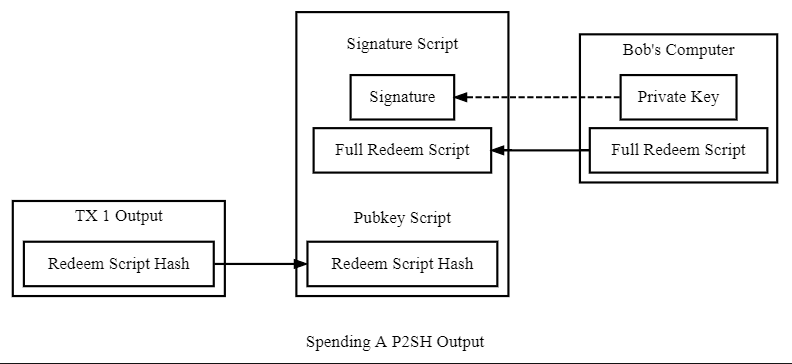 Signature Script
Signature
Full Redeem Script
Pubkey Script
Redeem Script Hash
Bob's Computer
Private Key
Full Redeem Script
TX 1 Output
Redeem Script Hash
Spending A P2SH Output